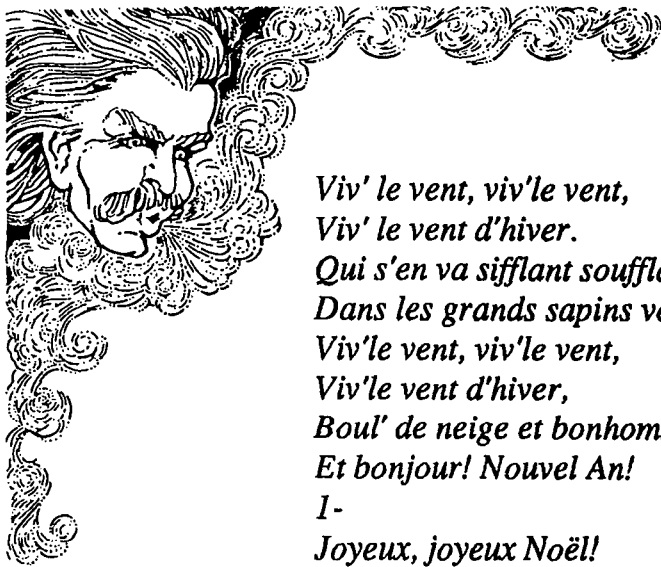 Viv' le vent, viv'le vent,
Viv' le vent d'hiver.
Qui s'en va sifflant
Dans les grands sapins
Viv'le vent, viv'le vent,
Viv'le vent d'hiver,
Boul' de neige et
Et bonjour! Nouvel An!
1-
Joyeux, joyeux Noël!